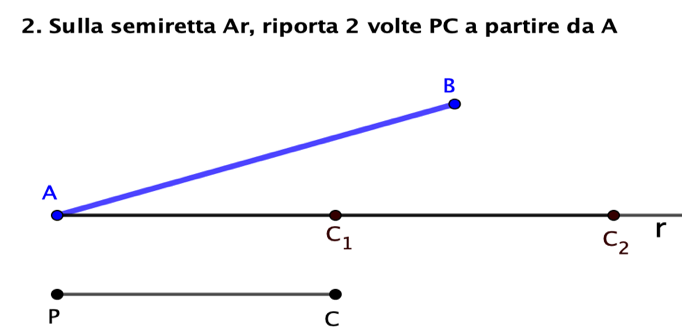 2. Sulla semiretta Ar, riporta 2 volte PC a partire da A
B
A
C₁
C₂
r
P
C